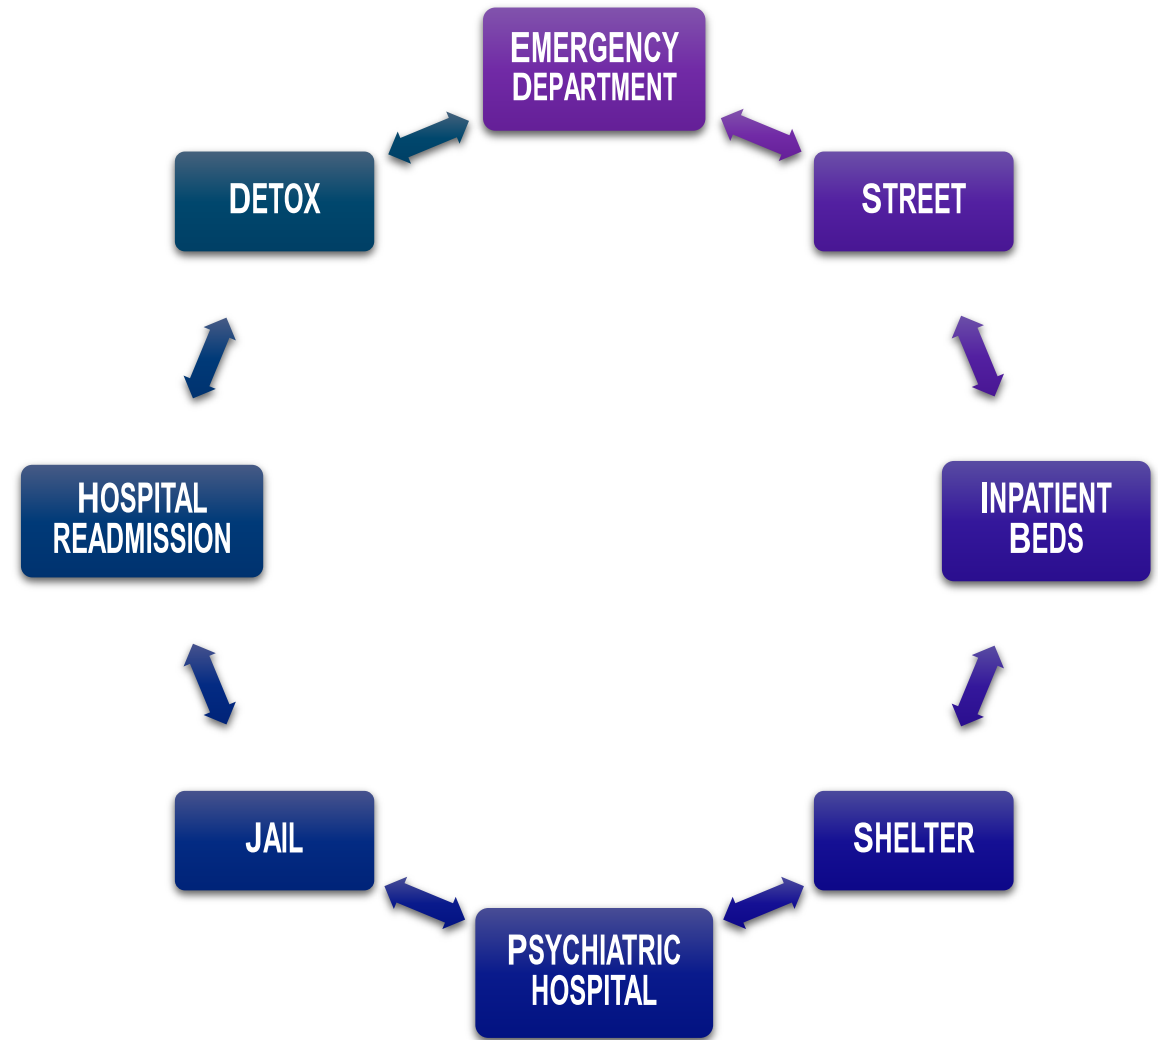 EMERGENCY
DEPARTMENT
STREET
INPATIENT
BEDS
SHELTER
PSYCHIATRIC
HOSPITAL
JAIL
HOSPITAL
READMISSION
DETOX